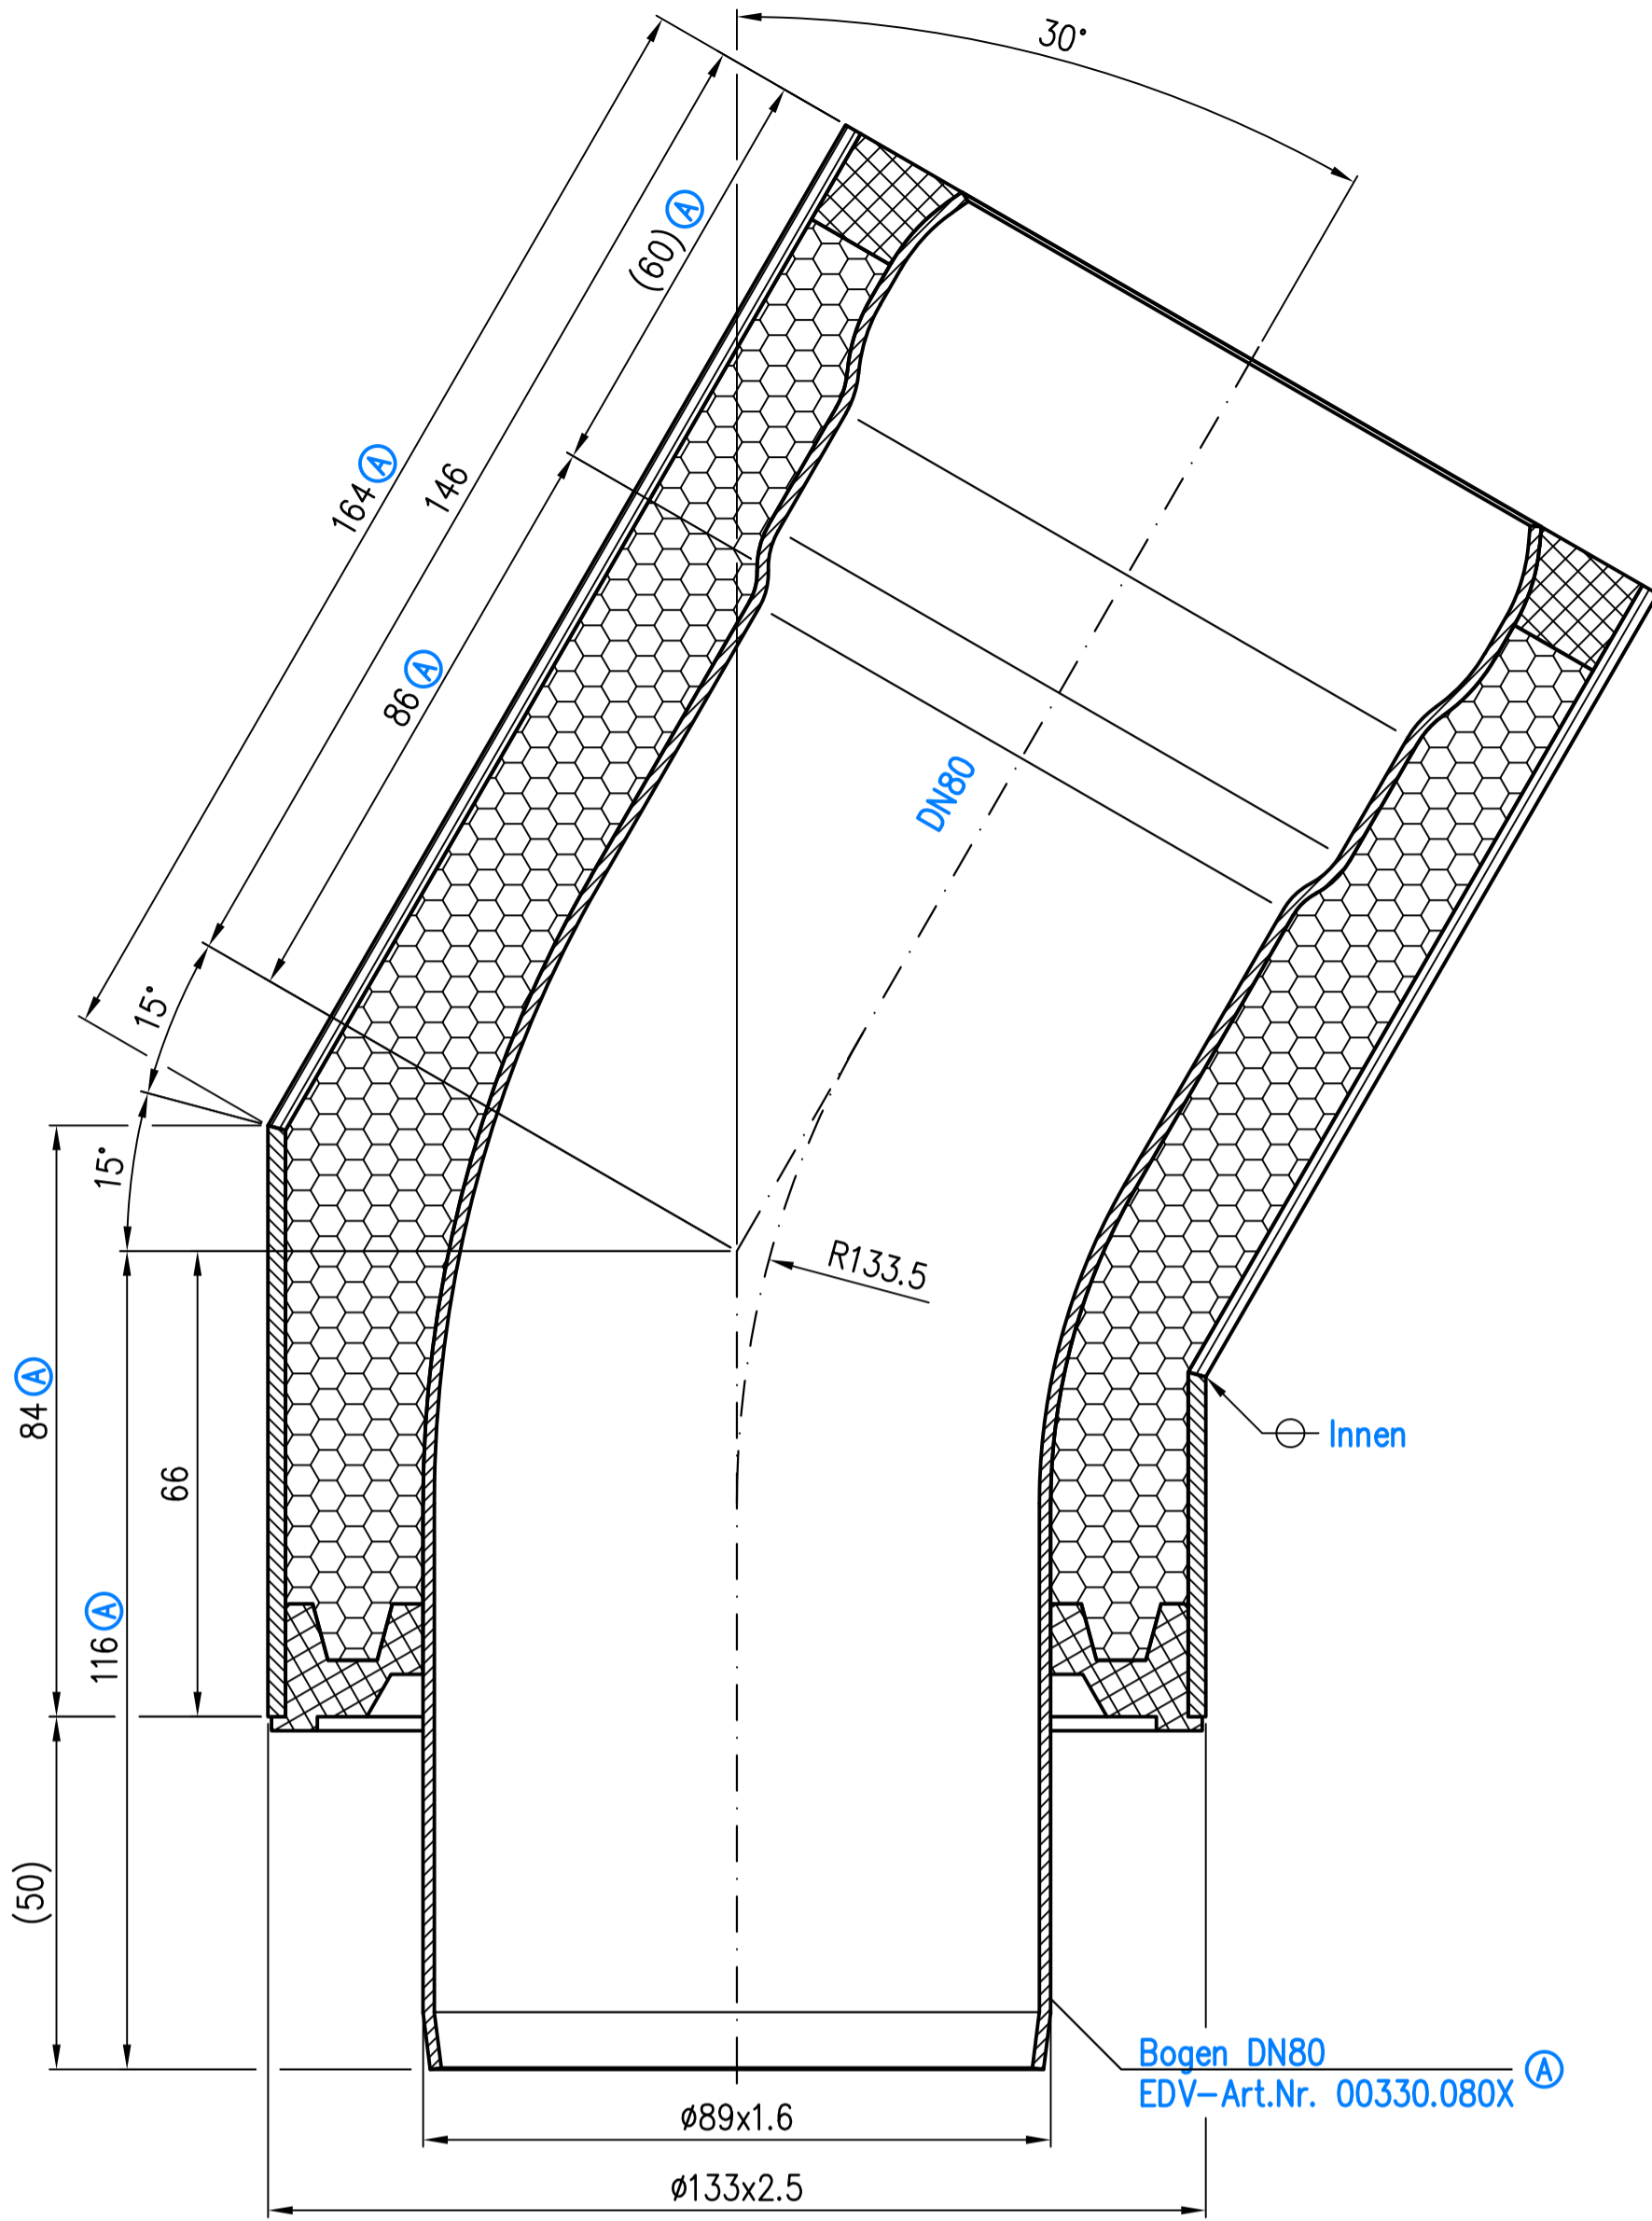 30°
(60) A
164 A
146
86 A
DN80
15°
15°
R133.5
84 A
66
Innen
116 A
(50)
Bogen DN80
EDV-Art.Nr. 00330.080X A
ø89x1.6
ø133x2.5